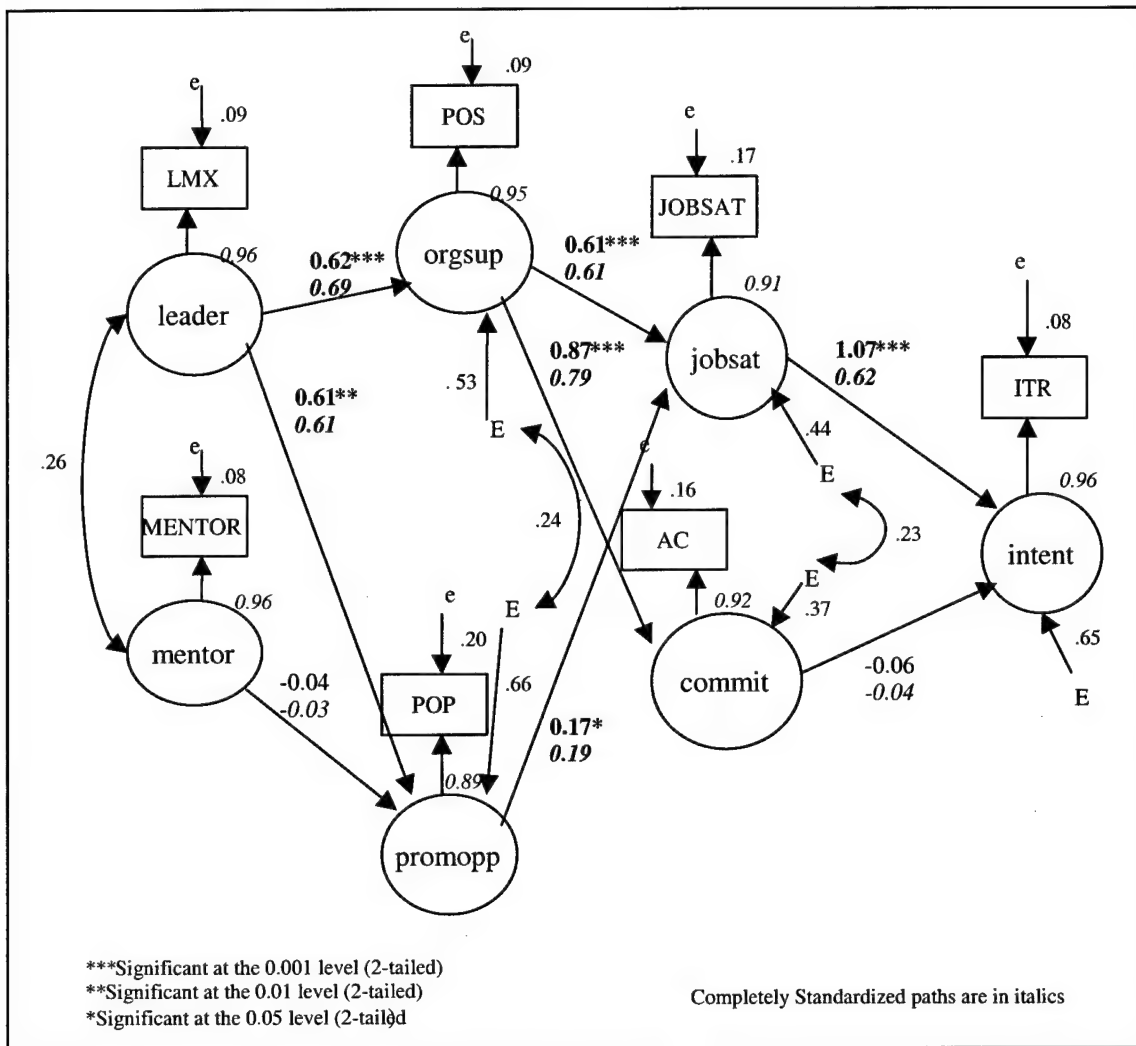 e
.09
POS
0.95
orgsup
e
.09
LMX
0.96
leader
0.62***
0.69
0.61***
0.61
e
.17
JOBSAT
0.91
jobsat
e
.08
ITR
0.96
intent
1.07***
0.62
0.87***
0.79
.53
E
0.61**
0.61
.26
e
.08
MENTOR
0.96
mentor
.24
e
.16
AC
0.92
commit
.44
E
.23
E
.37
-0.06
-0.04
.65
E
-0.04
-0.03
e
.20
POP
0.89
promopp
E
.66
0.17*
0.19
***Significant at the 0.001 level (2-tailed)
**Significant at the 0.01 level (2-tailed)
*Significant at the 0.05 level (2-tailed)
Completely Standardized paths are in italics